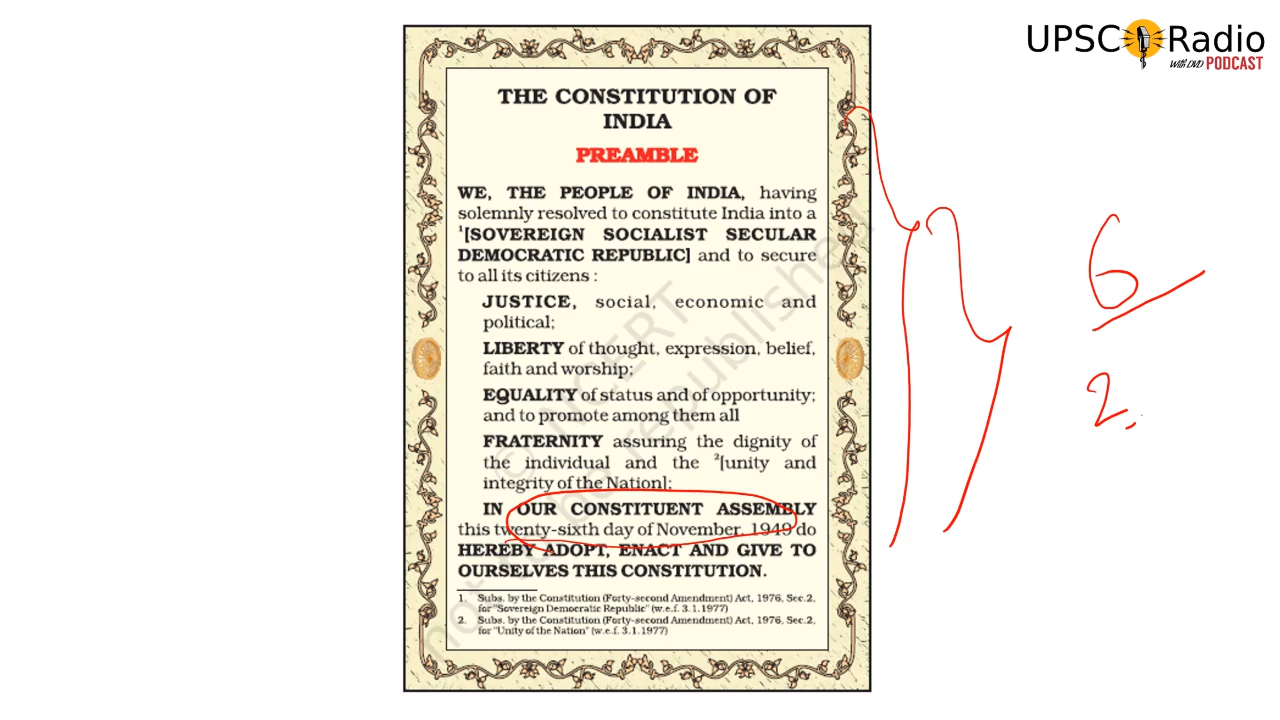 UPSC Radio
with DVD PODCAST
THE CONSTITUTION OF
INDIA
PREAMBLE
WE, THE PEOPLE OF INDIA, having
solemnly resolved to constitute India into a
¹[SOVEREIGN SOCIALIST SECULAR
DEMOCRATIC REPUBLIC] and to secure
to all its citizens :
JUSTICE, social, economic and
political;
LIBERTY of thought, expression, belief,
faith and worship;
EQUALITY of status and of opportunity;
and to promote among them all
FRATERNITY assuring the dignity of
the individual and the ²[unity and
integrity of the Nation];
IN OUR CONSTITUENT ASSEMBLY
this twenty-sixth day of November, 1949 do
HEREBY ADOPT, ENACT AND GIVE TO
OURSELVES THIS CONSTITUTION.
1. Subs. by the Constitution (Forty-second Amendment) Act, 1976, Sec.2,
for "Sovereign Democratic Republic" (w.e.f. 3.1.1977)
2. Subs. by the Constitution (Forty-second Amendment) Act, 1976, Sec.2,
for "Unity of the Nation" (w.e.f. 3.1.1977)
© NCERT
not to be republished
6
2.